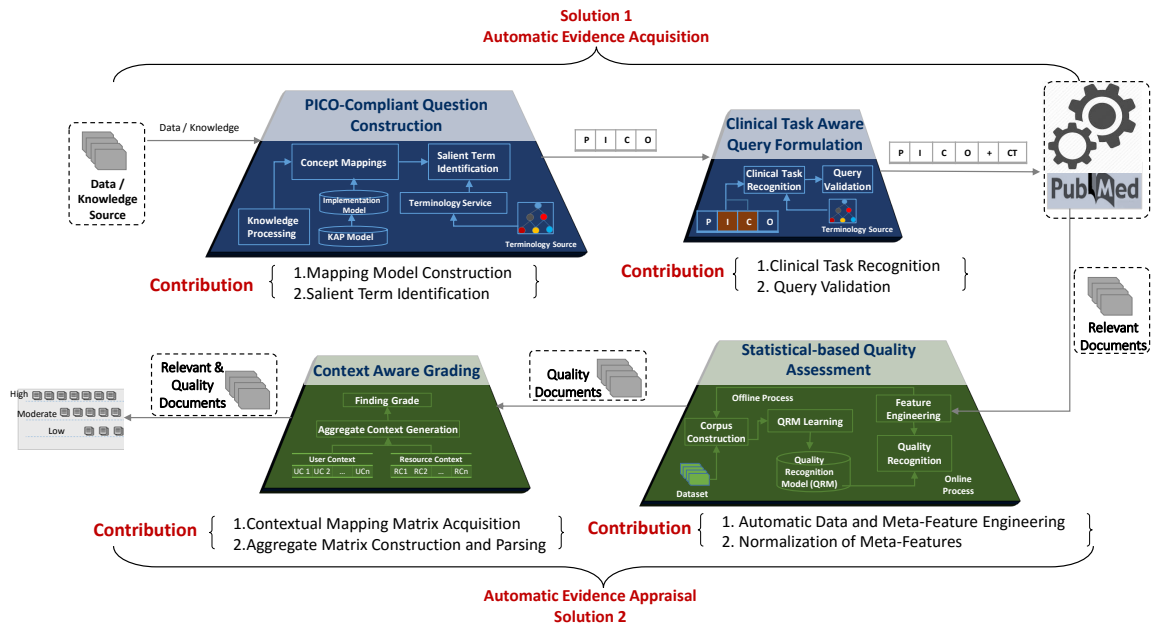 Solution 1
Automatic Evidence Acquisition
Data /
Knowledge
Source
Data / Knowledge
PICO-Compliant Question
Construction
Concept Mappings
Salient Term
Identification
Implementation
Model
Terminology Service
Knowledge
Processing
KAP Model
Terminology Source
P I C O
Clinical Task Aware
Query Formulation
Clinical Task
Recognition
Query
Validation
P I C O
Terminology Source
P I C O + CT
PubMed
Contribution
1.Mapping Model Construction
2.Salient Term Identification
Contribution
1.Clinical Task Recognition
2. Query Validation
Relevant
Documents
High
Moderate
Low
Relevant &
Quality
Documents
Context Aware Grading
Finding Grade
Aggregate Context Generation
User Context
UC 1 UC 2 ... UCn
Resource Context
RC1 RC2 ... RCn
Quality
Documents
Statistical-based Quality
Assessment
Offline Process
Feature
Engineering
Corpus
Construction
QRM Learning
Quality
Recognition
Quality
Recognition
Model (QRM)
Dataset
Online
Process
Contribution
1.Contextual Mapping Matrix Acquisition
2.Aggregate Matrix Construction and Parsing
Contribution
1. Automatic Data and Meta-Feature Engineering
2. Normalization of Meta-Features
Automatic Evidence Appraisal
Solution 2